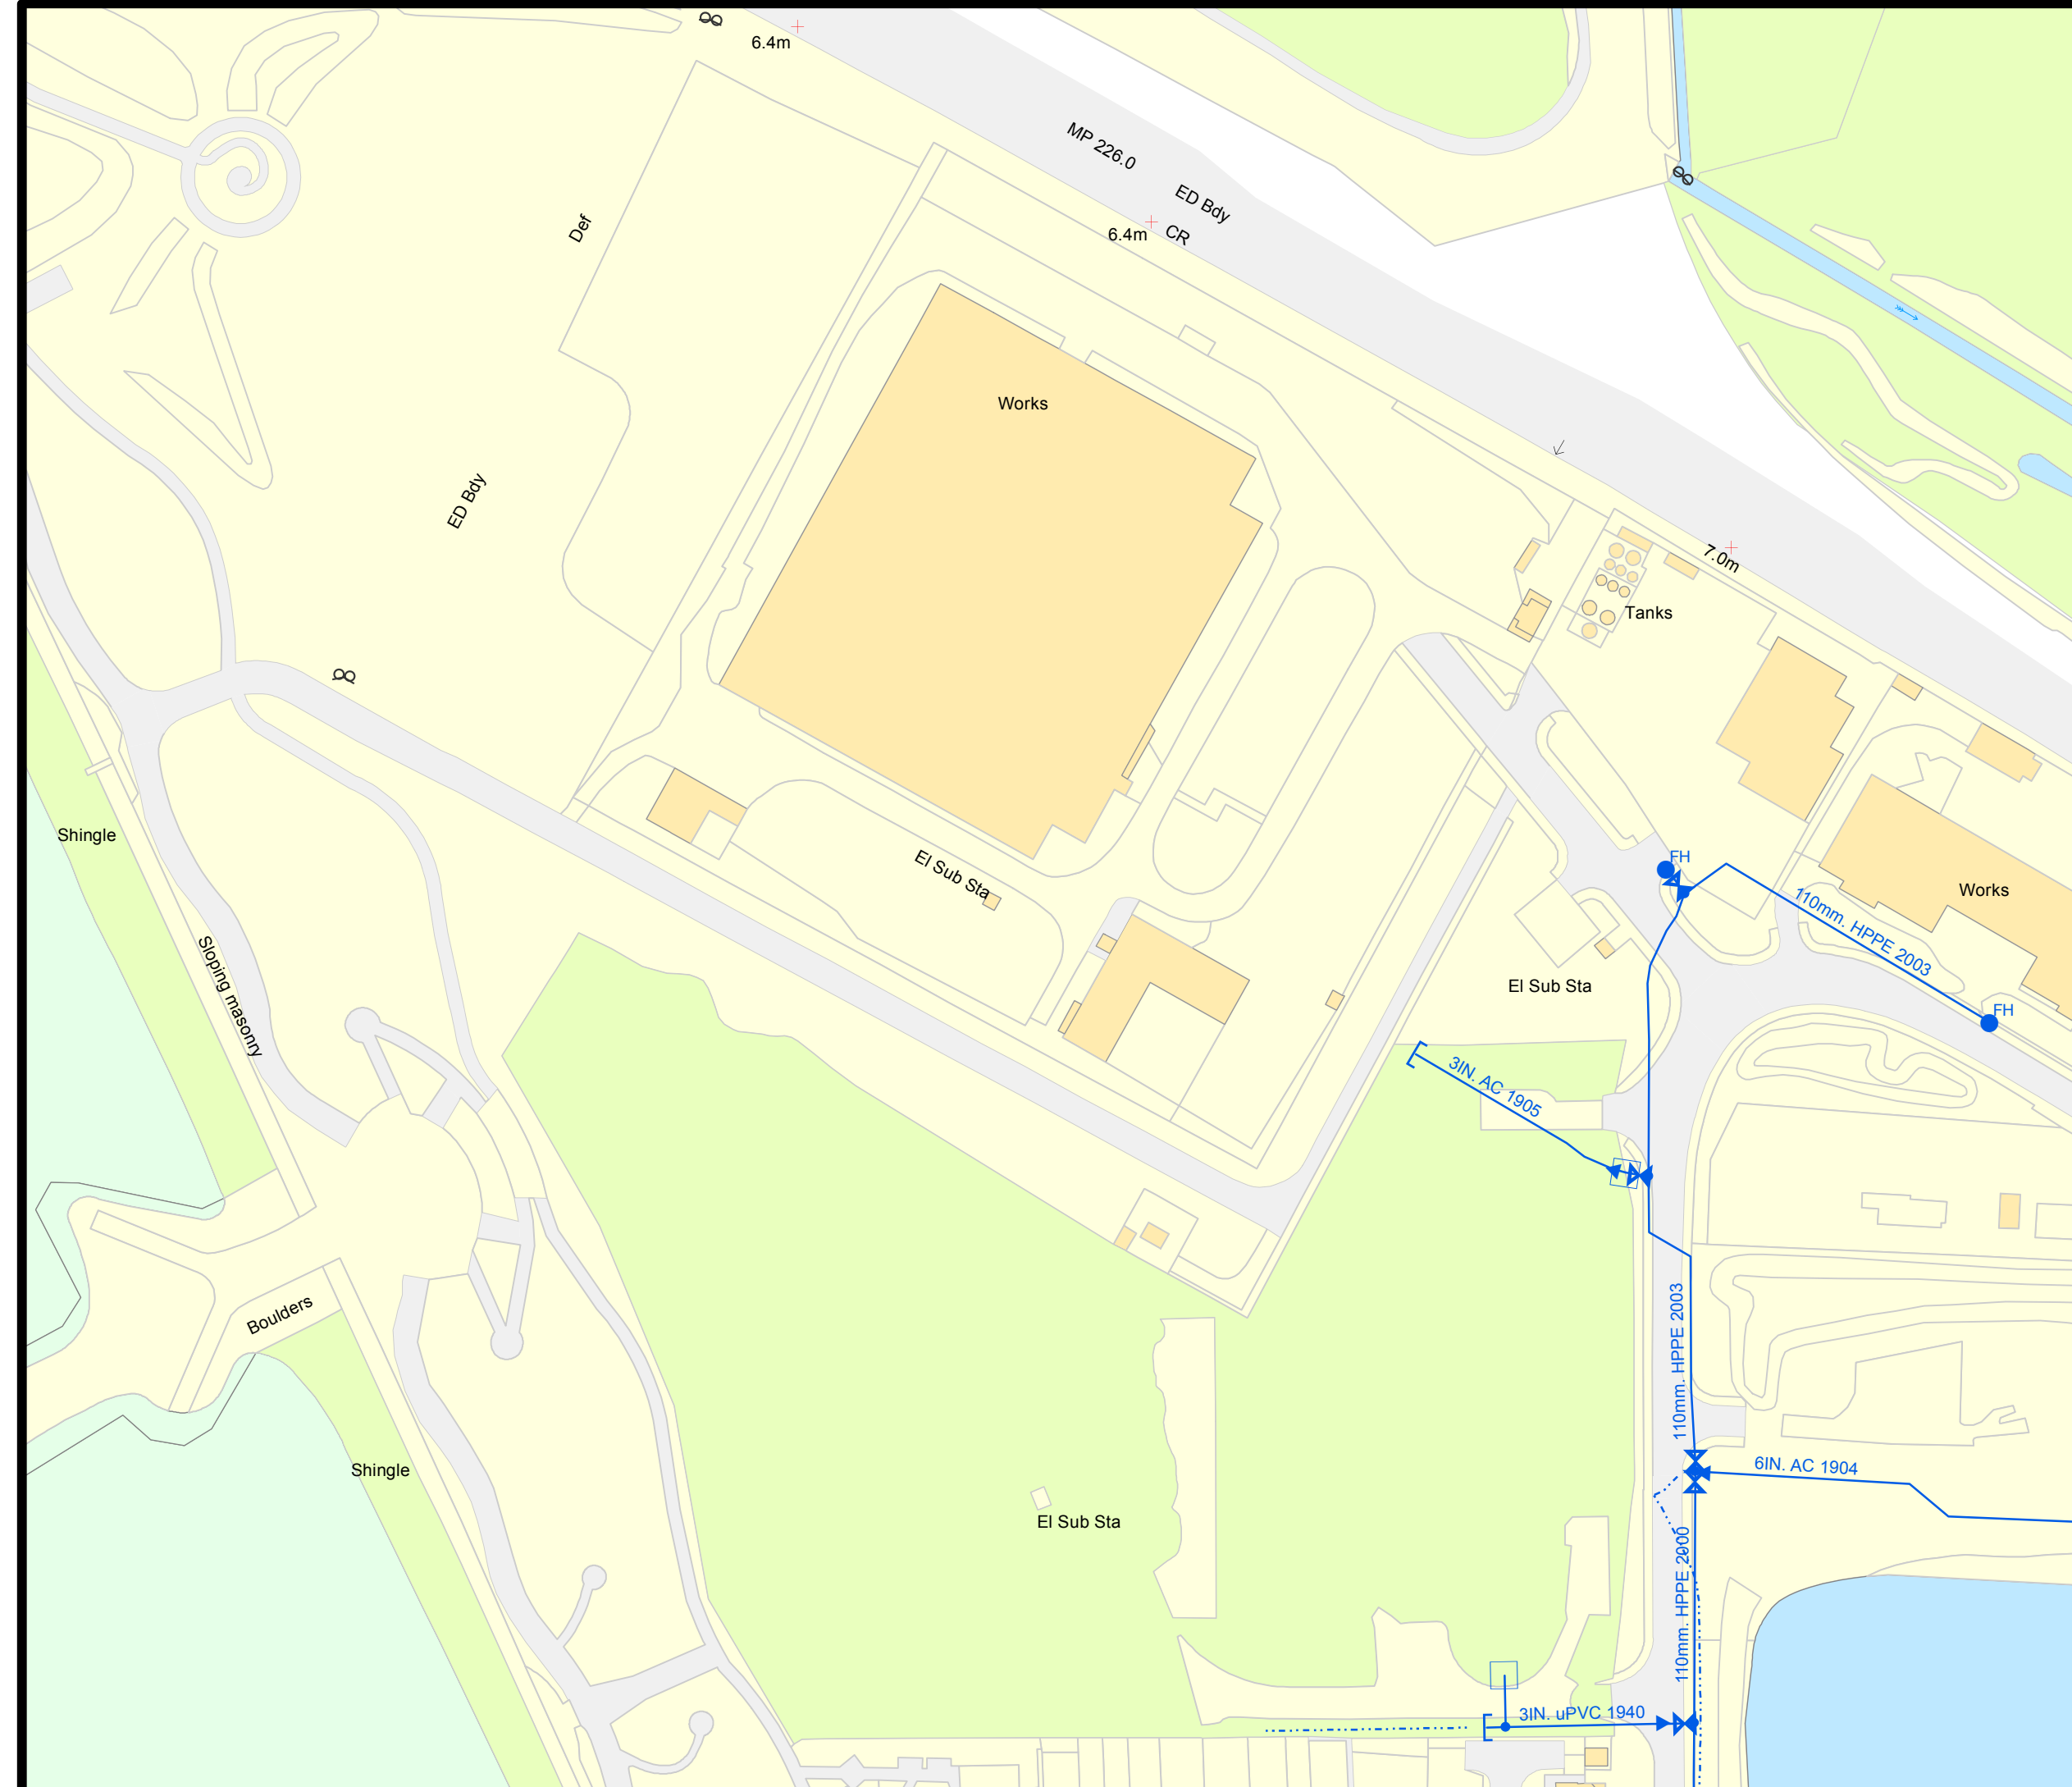 6.4m
MP 226.0
ED Bdy
6.4m
CR
Def
Works
ED Bdy
7.0m
Tanks
Shingle
El Sub Sta
FH
Works
110mm. HPPE 2003
Sloping masonry
El Sub Sta
FH
3IN. AC 1905
Boulders
110mm. HPPE 2003
Shingle
6IN. AC 1904
El Sub Sta
110mm. HPPE 2000
3IN. uPVC 1940